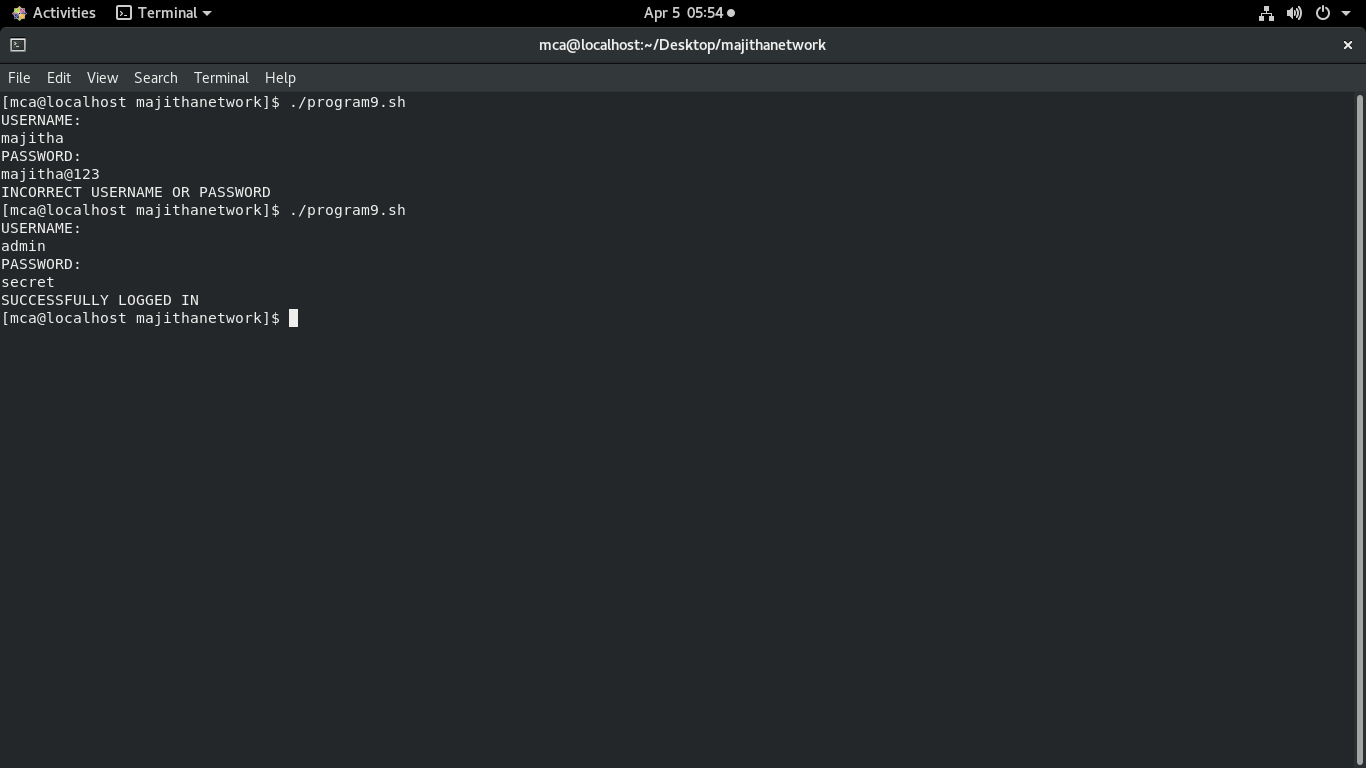 Activities Terminal Apr 5 05:54
mca@localhost:~/Desktop/majithanetwork
File Edit View Search Terminal Help
[mca@localhost majithanetwork]$ ./program9.sh
USERNAME:
majitha
PASSWORD:
majitha@123
INCORRECT USERNAME OR PASSWORD
[mca@localhost majithanetwork]$ ./program9.sh
USERNAME:
admin
PASSWORD:
secret
SUCCESSFULLY LOGGED IN
[mca@localhost majithanetwork]$